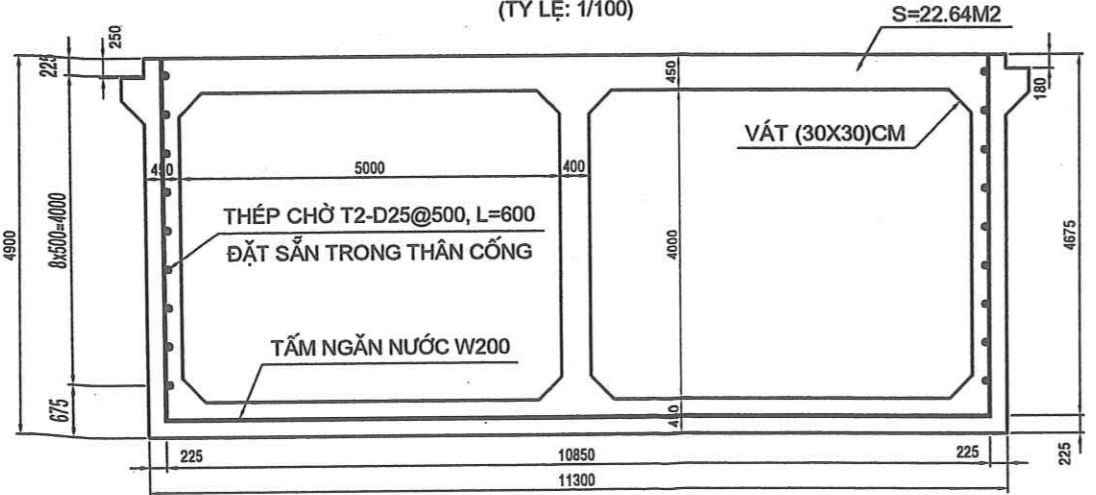 (TỶ LỆ: 1/100)
S=22.64M2
250
225
450
180
VÁT (30X30)CM
450
5000
400
THÉP CHỜ T2-D25@500, L=600
ĐẶT SẴN TRONG THÂN CỐNG
4900
8x500=4000
4000
4675
TẤM NGĂN NƯỚC W200
675
225
10850
225
225
11300